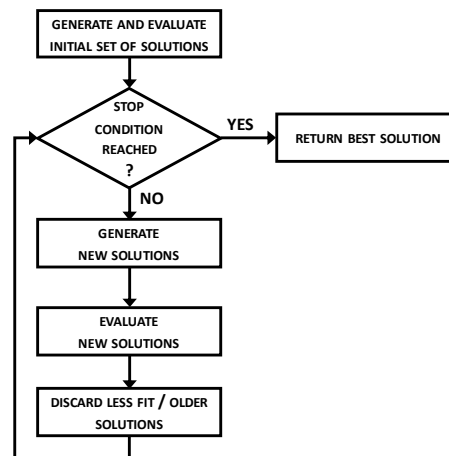 GENERATE AND EVALUATE
INITIAL SET OF SOLUTIONS
STOP
CONDITION
REACHED
?
YES
RETURN BEST SOLUTION
NO
GENERATE
NEW SOLUTIONS
EVALUATE
NEW SOLUTIONS
DISCARD LESS FIT / OLDER
SOLUTIONS